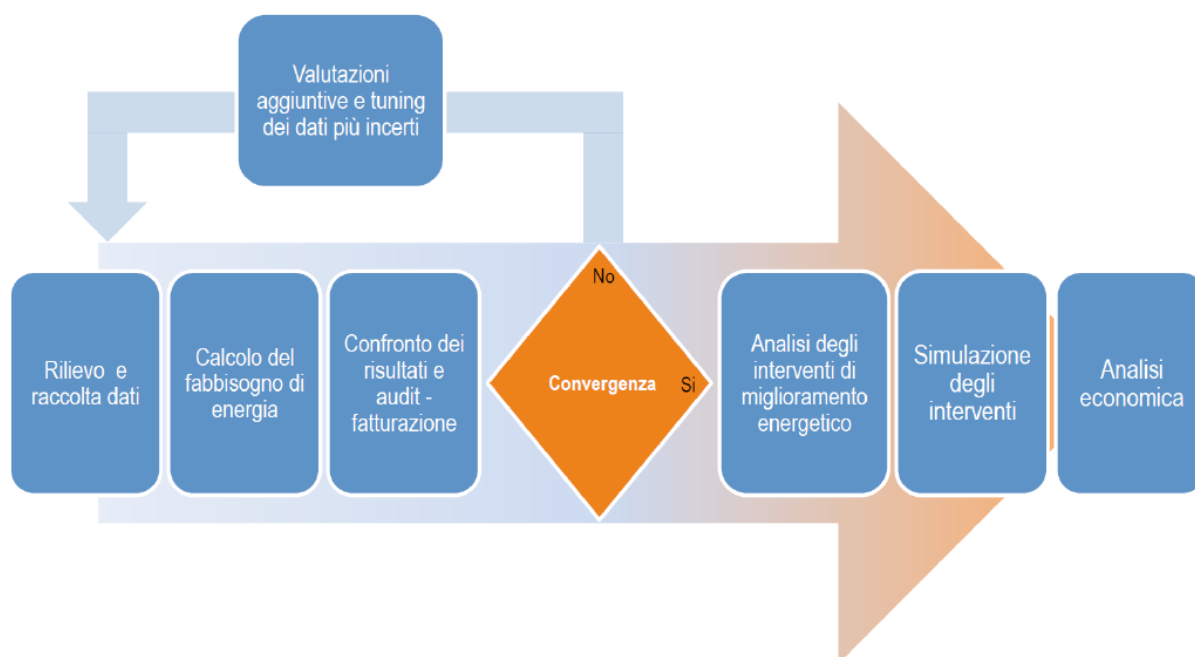 Valutazioni
aggiuntive e tuning
dei dati più incerti
Rilievo e
raccolta dati
Calcolo del
fabbisogno di
energia
Confronto dei
risultati e
audit -
fatturazione
No
Convergenza
Si
Analisi degli
interventi di
miglioramento
energetico
Simulazione
degli
interventi
Analisi
economica